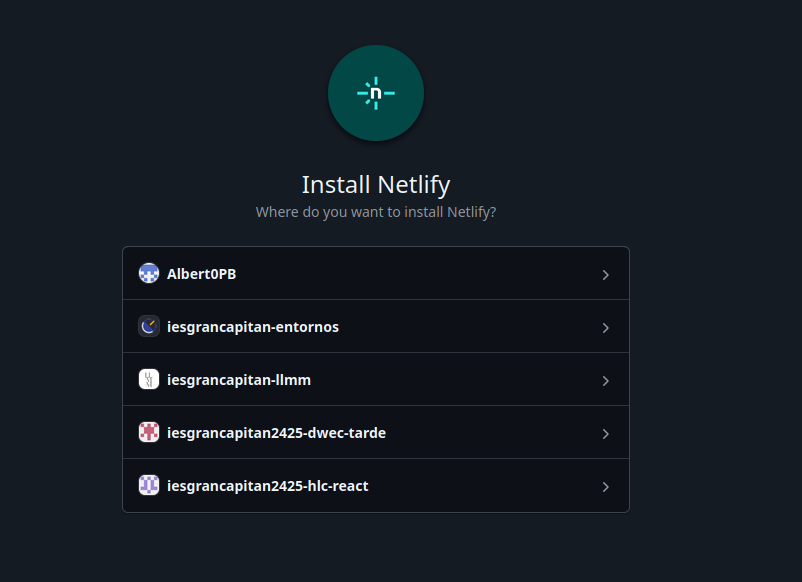 n
Install Netlify
Where do you want to install Netlify?
Albert0PB
iesgrancapitan-entornos
iesgrancapitan-llmm
iesgrancapitan2425-dwec-tarde
iesgrancapitan2425-hlc-react